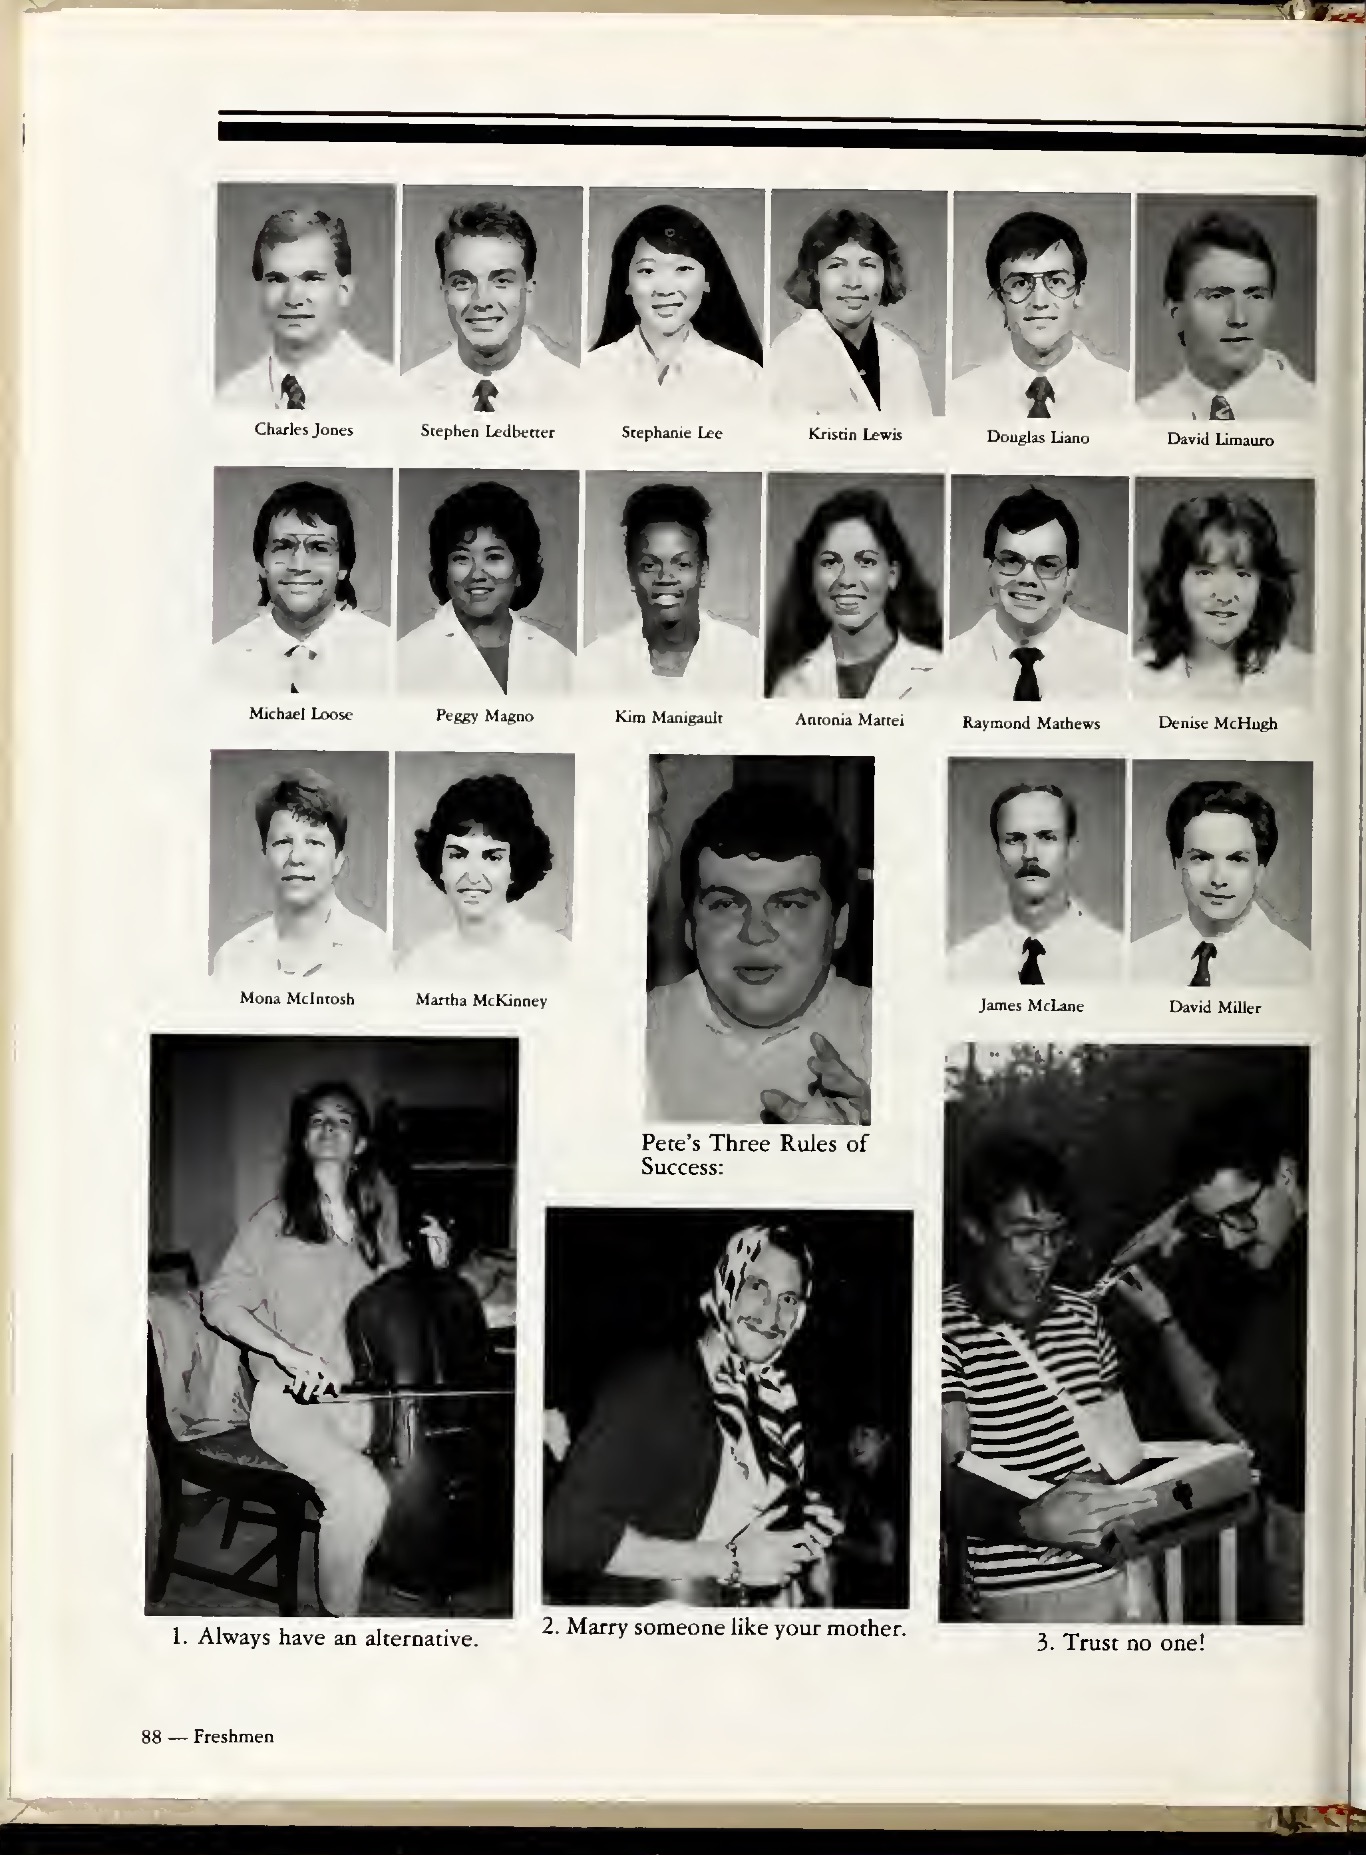 Charles Jones
Stephen Ledbetter
Stephanie Lee
Kristin Lewis
Douglas Liano
David Limauro
Michael Loose
Peggy Magno
Kim Manigault
Antonia Mattei
Raymond Mathews
Denise McHugh
Mona McIntosh
Martha McKinney
James McLane
David Miller
Pete's Three Rules of
Success:
1. Always have an alternative.
2. Marry someone like your mother.
3. Trust no one!
88 — Freshmen